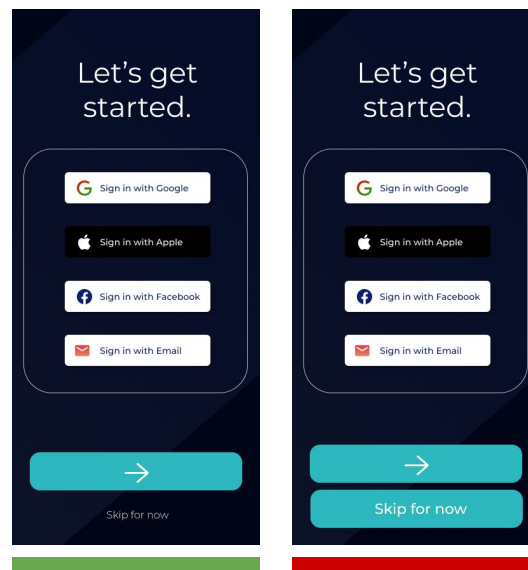 Let's get
started.
Sign in with Google
Sign in with Apple
Sign in with Facebook
Sign in with Email
Skip for now
Let's get
started.
Sign in with Google
Sign in with Apple
Sign in with Facebook
Sign in with Email
Skip for now